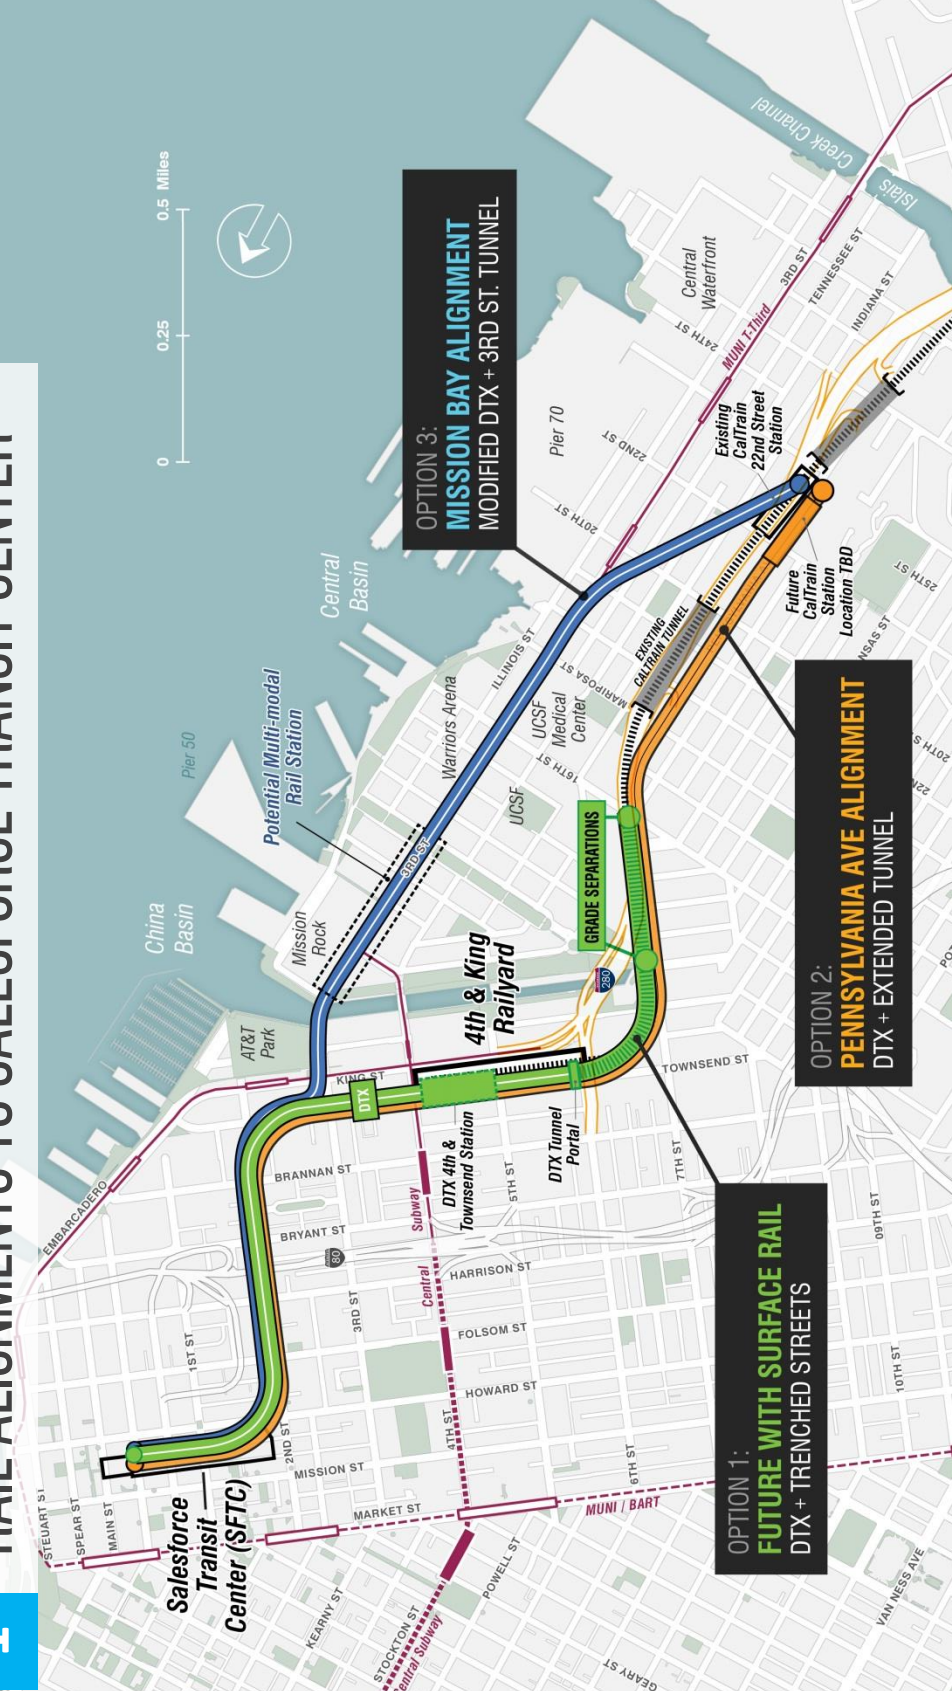 RAIL ALIGNMENTS TO SALESFORCE TRANSIT CENTER
Salesforce
Transit
Center (SFTC)
STEUART ST
SPEAR ST
MAIN ST
EMBARCADERO
1ST ST
2ND ST
MISSION ST
MARKET ST
KEARNY ST
STOCKTON ST
Central Subway
POWELL ST
GEARY ST
MUNI / BART
VAN NESS AVE
BRANNAN ST
BRYANT ST
80
3RD ST
HARRISON ST
FOLSOM ST
HOWARD ST
4TH ST
5TH ST
6TH ST
7TH ST
09TH ST
10TH ST
Central
Subway
DTX
KING ST
TOWNSEND ST
DTX 4th &
Townsend Station
DTX Tunnel
Portal
4th & King
Railyard
280
GRADE SEPARATIONS
OPTION 1:
FUTURE WITH SURFACE RAIL
DTX + TRENCHED STREETS
OPTION 2:
PENNSYLVANIA AVE ALIGNMENT
DTX + EXTENDED TUNNEL
OPTION 3:
MISSION BAY ALIGNMENT
MODIFIED DTX + 3RD ST. TUNNEL
AT&T
Park
China
Basin
Mission
Rock
Pier 50
Potential Multi-modal
Rail Station
3RD ST
Warriors Arena
UCSF
UCSF
Medical
Center
16TH ST
MARIPOSA ST
ILLINOIS ST
Central
Basin
EXISTING
CALTRAIN TUNNEL
20TH ST
22ND ST
Pier 70
24TH ST
Central
Waterfront
MUNI T-Third
3RD ST
TENNESSEE ST
INDIANA ST
Islais
Creek Channel
Existing
CalTrain
22nd Street
Station
Future
CalTrain
Station
Location TBD
25TH ST
NSAS ST
20TH ST
22N
PO
0
0.25
0.5 Miles